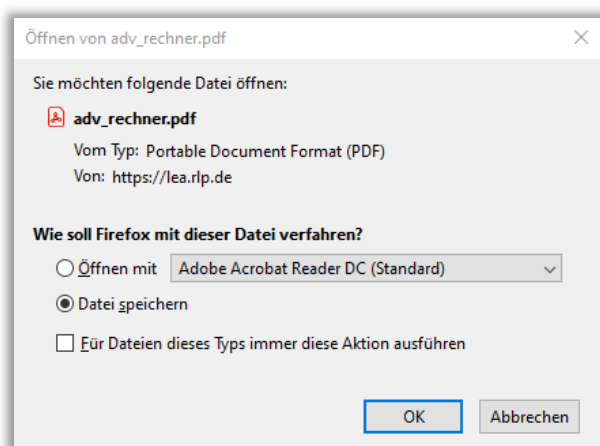 Öffnen von adv_rechner.pdf
Sie möchten folgende Datei öffnen:
adv_rechner.pdf
Vom Typ: Portable Document Format (PDF)
Von: https://lea.rlp.de
Wie soll Firefox mit dieser Datei verfahren?
Öffnen mit Adobe Acrobat Reader DC (Standard)
Datei speichern
Für Dateien dieses Typs immer diese Aktion ausführen
OK Abbrechen